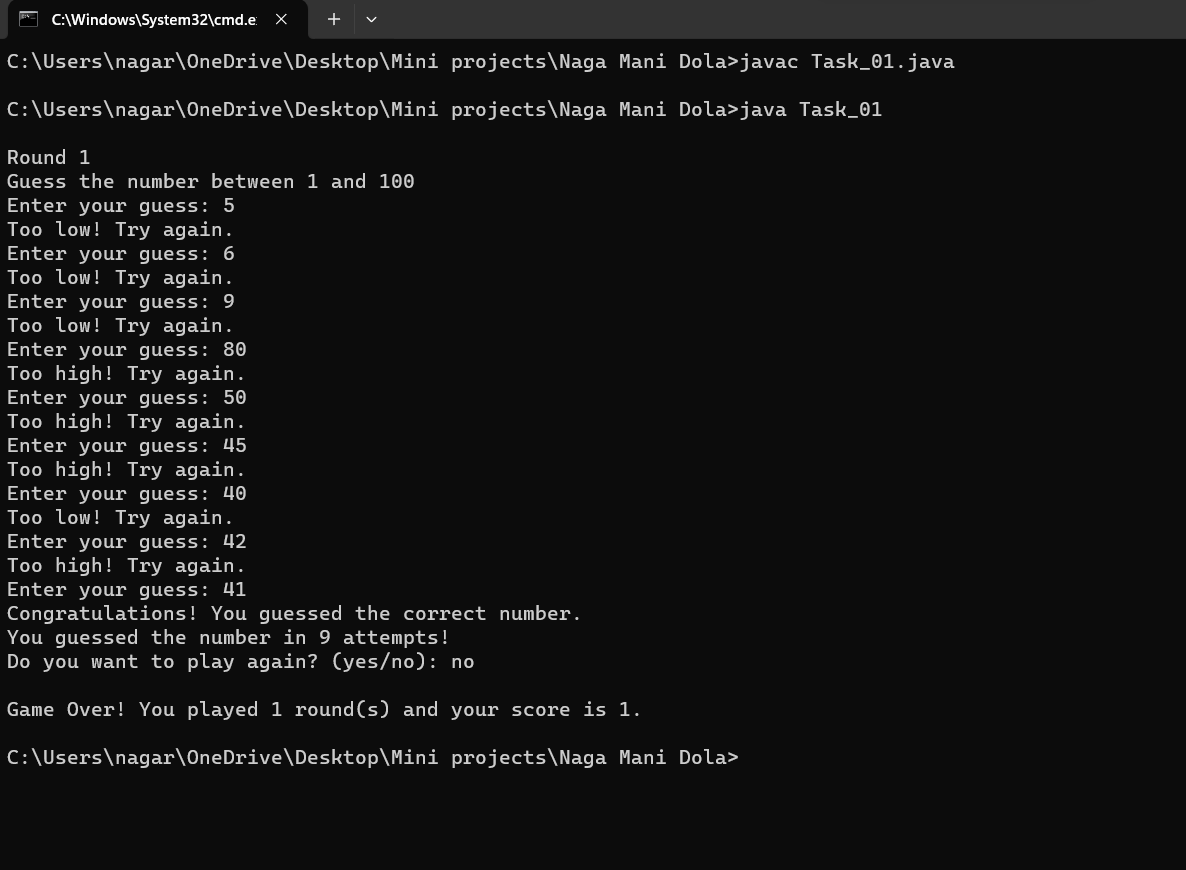 C:\Windows\System32\cmd.e
C:\Users\nagar\OneDrive\Desktop\Mini projects\Naga Mani Dola>javac Task_01.java
C:\Users\nagar\OneDrive\Desktop\Mini projects\Naga Mani Dola>java Task_01
Round 1
Guess the number between 1 and 100
Enter your guess: 5
Too low! Try again.
Enter your guess: 6
Too low! Try again.
Enter your guess: 9
Too low! Try again.
Enter your guess: 80
Too high! Try again.
Enter your guess: 50
Too high! Try again.
Enter your guess: 45
Too high! Try again.
Enter your guess: 40
Too low! Try again.
Enter your guess: 42
Too high! Try again.
Enter your guess: 41
Congratulations! You guessed the correct number.
You guessed the number in 9 attempts!
Do you want to play again? (yes/no): no
Game Over! You played 1 round(s) and your score is 1.
C:\Users\nagar\OneDrive\Desktop\Mini projects\Naga Mani Dola>